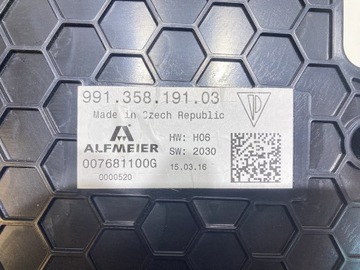 991.358.191.03
Made in Czech Republic
ALFMEIER
HW: H06
SW: 2030
007681100G
15.03.16
0000520